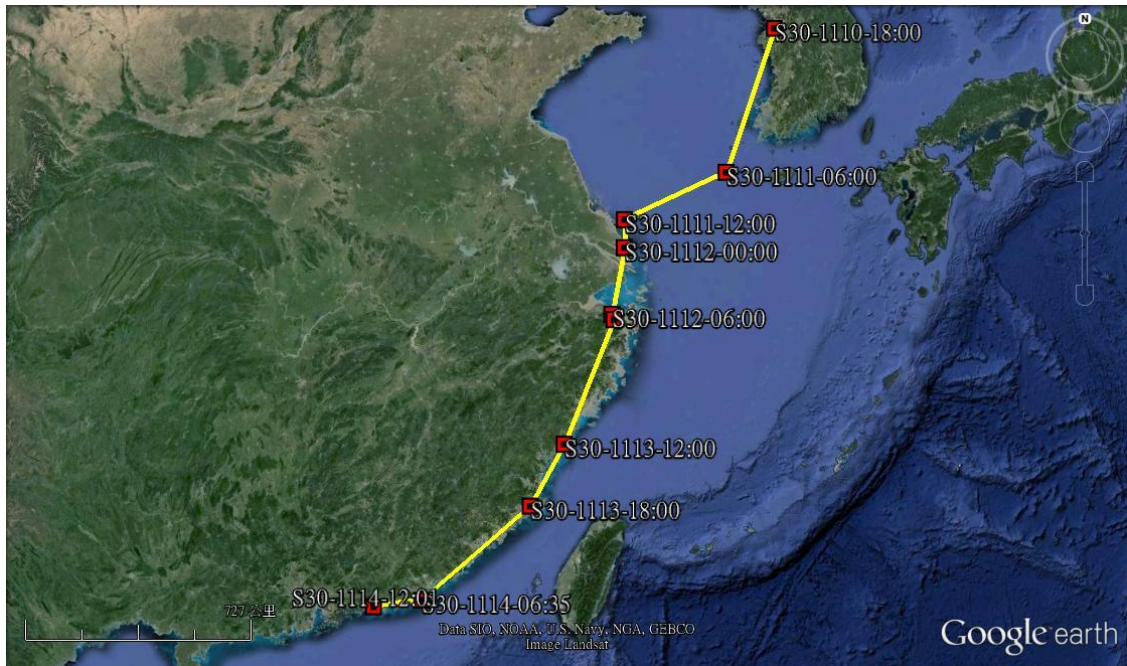 N
S30-1110-18:00
S30-1111-06:00
S30-1111-12:00
S30-1112-00:00
S30-1112-06:00
S30-1113-12:00
S30-1113-18:00
S30-1114-12:01
S30-1114-06:35
727 公里
Data SIO, NOAA, U.S. Navy, NGA, GEBCO
Image Landsat
Google earth